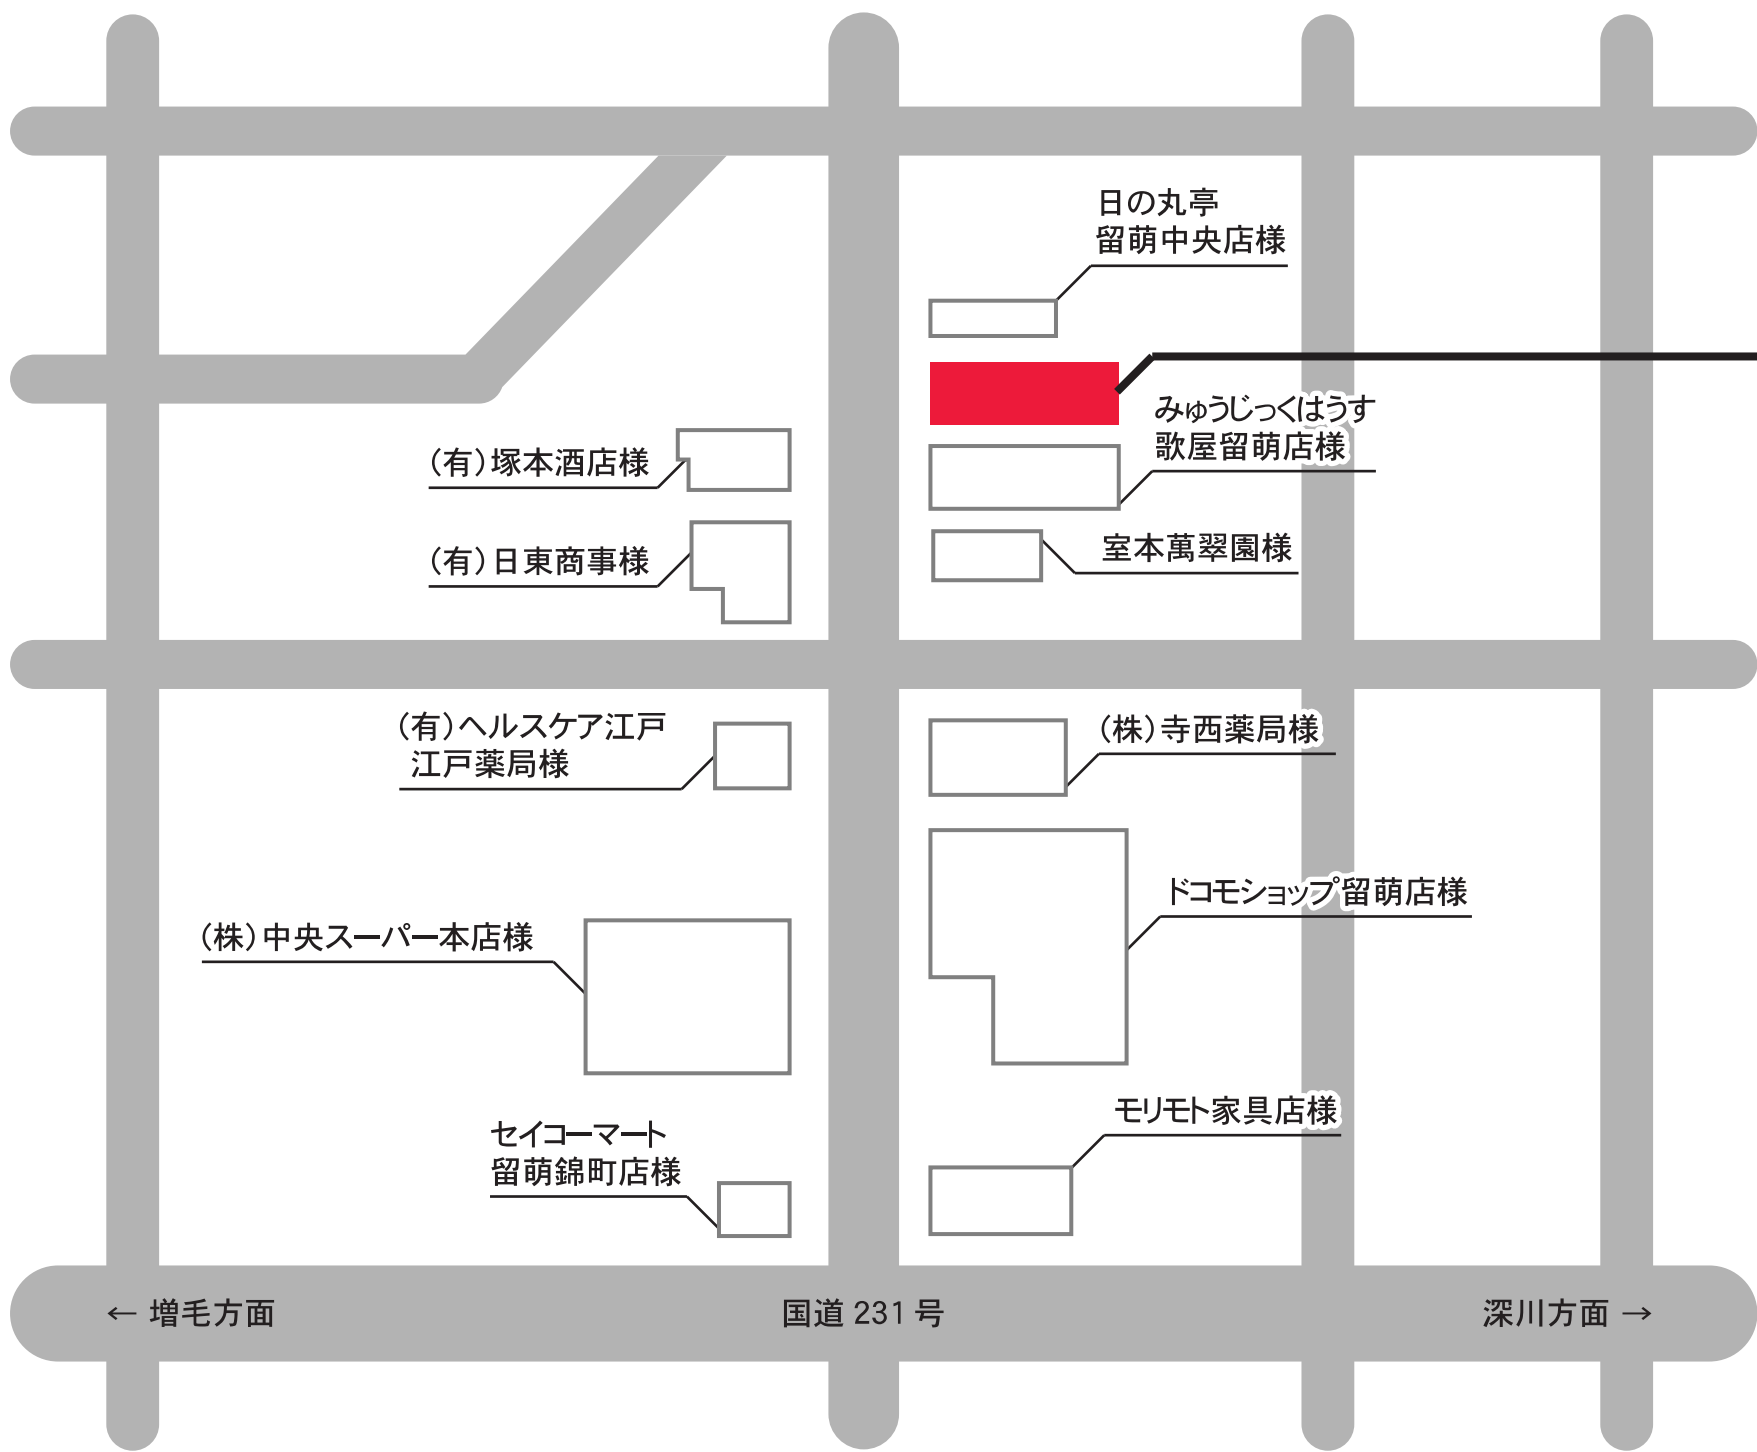 日の丸亭
留萌中央店様
みゅうじっくはうす
歌屋留萌店様
(有)塚本酒店様
室本萬翠園様
(有)日東商事様
(有)ヘルスケア江戸
江戸薬局様
(株)寺西薬局様
ドコモショップ留萌店様
(株)中央スーパー本店様
モリモト家具店様
セイコーマート
留萌錦町店様
← 増毛方面
国道 231 号
深川方面 →